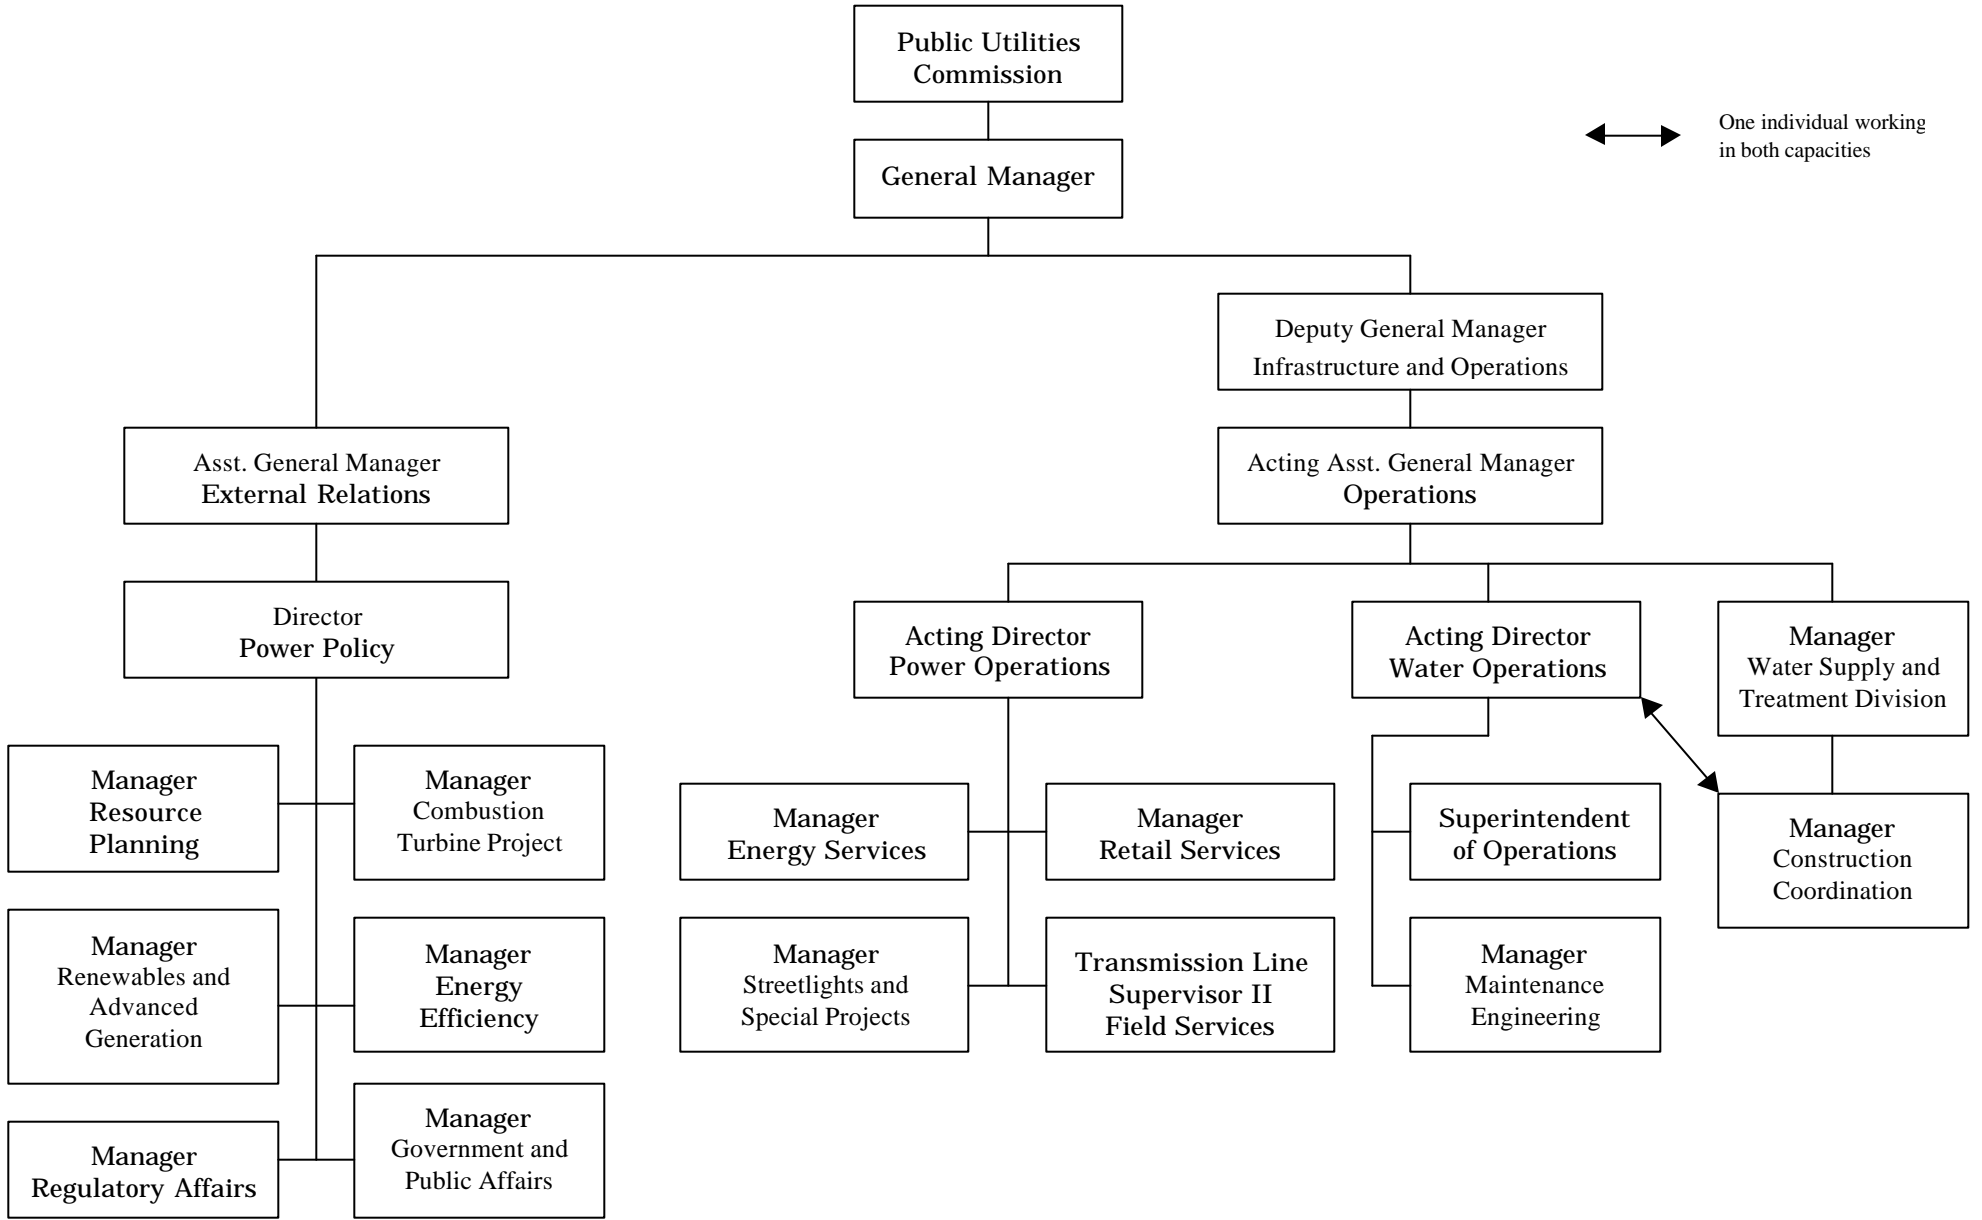 Public Utilities
Commission
One individual working
in both capacities
General Manager
Deputy General Manager
Infrastructure and Operations
Asst. General Manager
External Relations
Acting Asst. General Manager
Operations
Director
Power Policy
Acting Director
Power Operations
Acting Director
Water Operations
Manager
Water Supply and
Treatment Division
Manager
Resource
Planning
Manager
Combustion
Turbine Project
Manager
Energy Services
Manager
Retail Services
Superintendent
of Operations
Manager
Construction
Coordination
Manager
Renewables and
Advanced
Generation
Manager
Energy
Efficiency
Manager
Streetlights and
Special Projects
Transmission Line
Supervisor II
Field Services
Manager
Maintenance
Engineering
Manager
Regulatory Affairs
Manager
Government and
Public Affairs